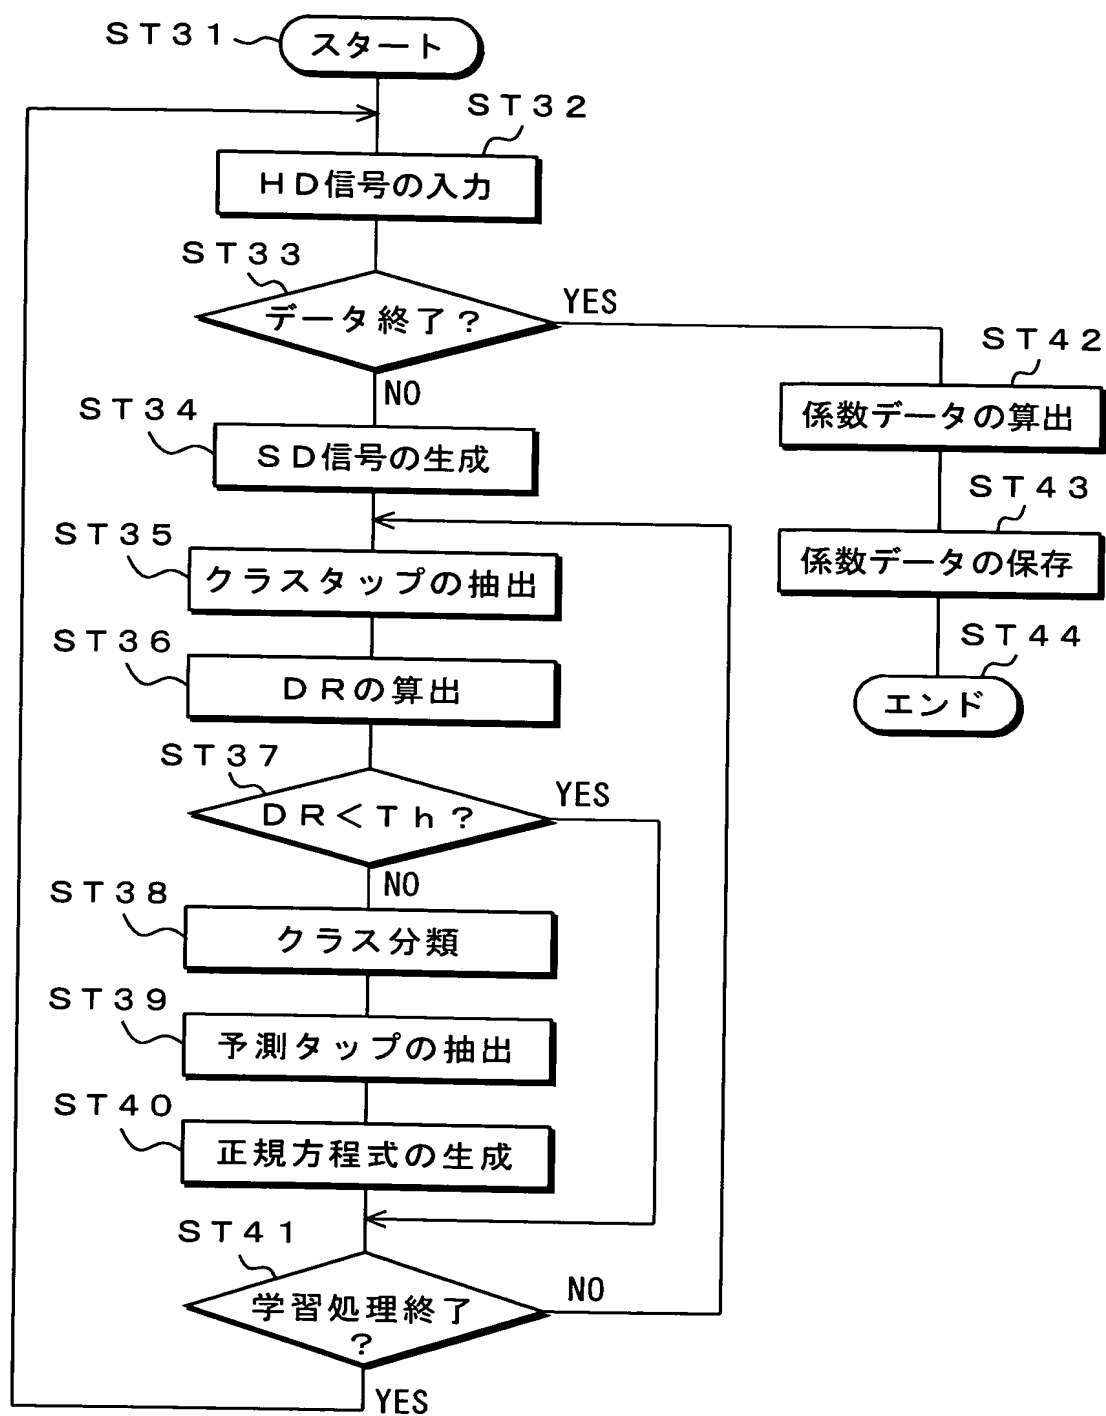 ＳＴ３１
スタート
ＳＴ３２
ＨＤ信号の入力
ＳＴ３３
データ終了？
YES
NO
ＳＴ３４
ＳＤ信号の生成
ＳＴ３５
クラスタップの抽出
ＳＴ３６
ＤＲの算出
ＳＴ３７
ＤＲ＜Ｔｈ？
YES
NO
ＳＴ３８
クラス分類
ＳＴ３９
予測タップの抽出
ＳＴ４０
正規方程式の生成
ＳＴ４１
学習処理終了
？
NO
YES
ＳＴ４２
係数データの算出
ＳＴ４３
係数データの保存
ＳＴ４４
エンド